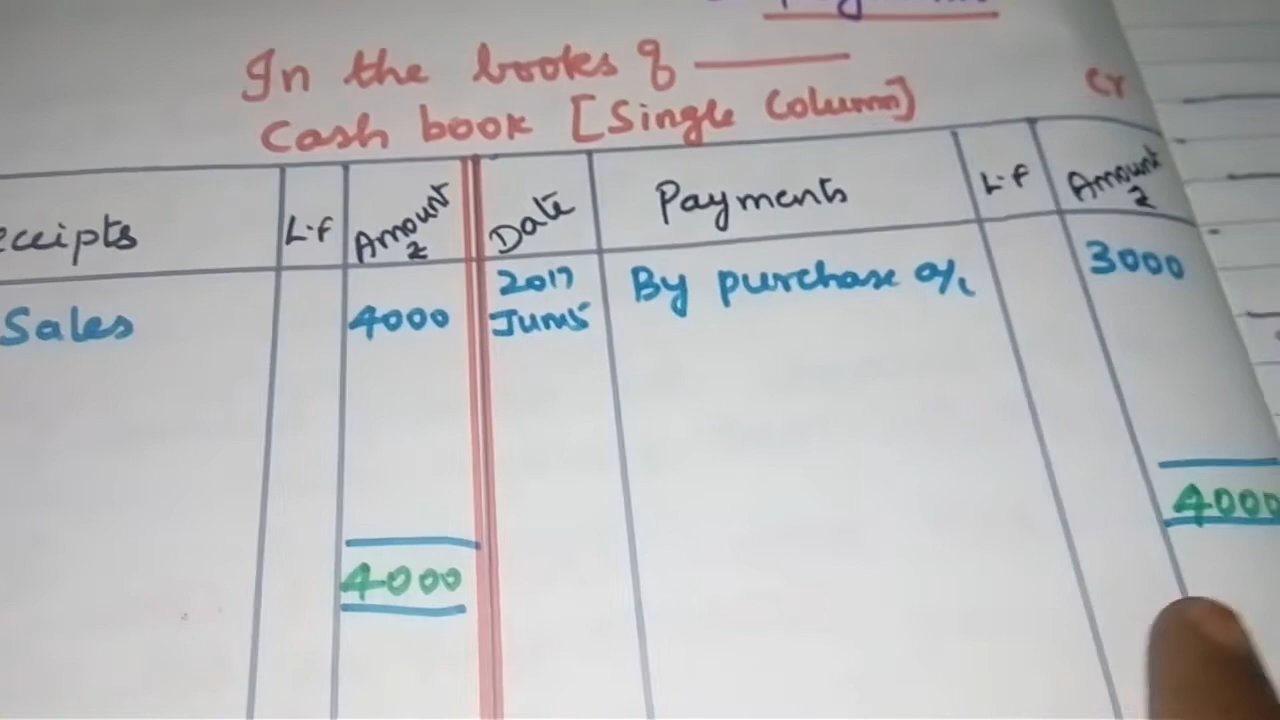 In the books of
Cash book [Single Column]
Cr
eceipts L.F Amount ₹ Date Payments L.F Amount ₹
Sales 4000 2017 June 5 By purchase a/c 3000
4000
4000